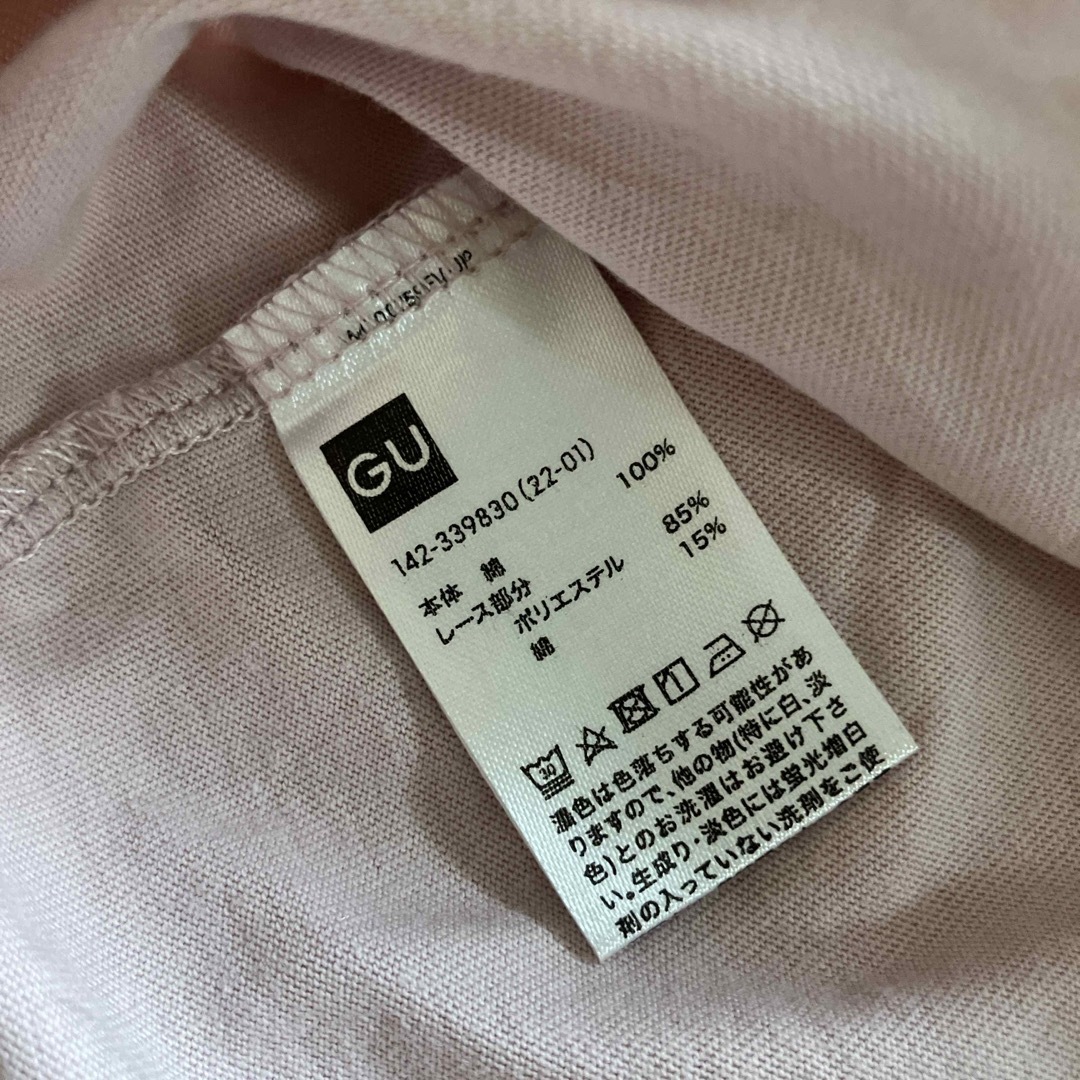 GU
142-339830(22-01)
本体 綿 100%
レース部分
ポリエステル 85%
綿 15%
30
濃色は色落ちする可能性があ
りますので、他の物(特に白、淡
色)とのお洗濯はお避け下さ
い。生成り・淡色には蛍光増白
剤の入っていない洗剤をご使